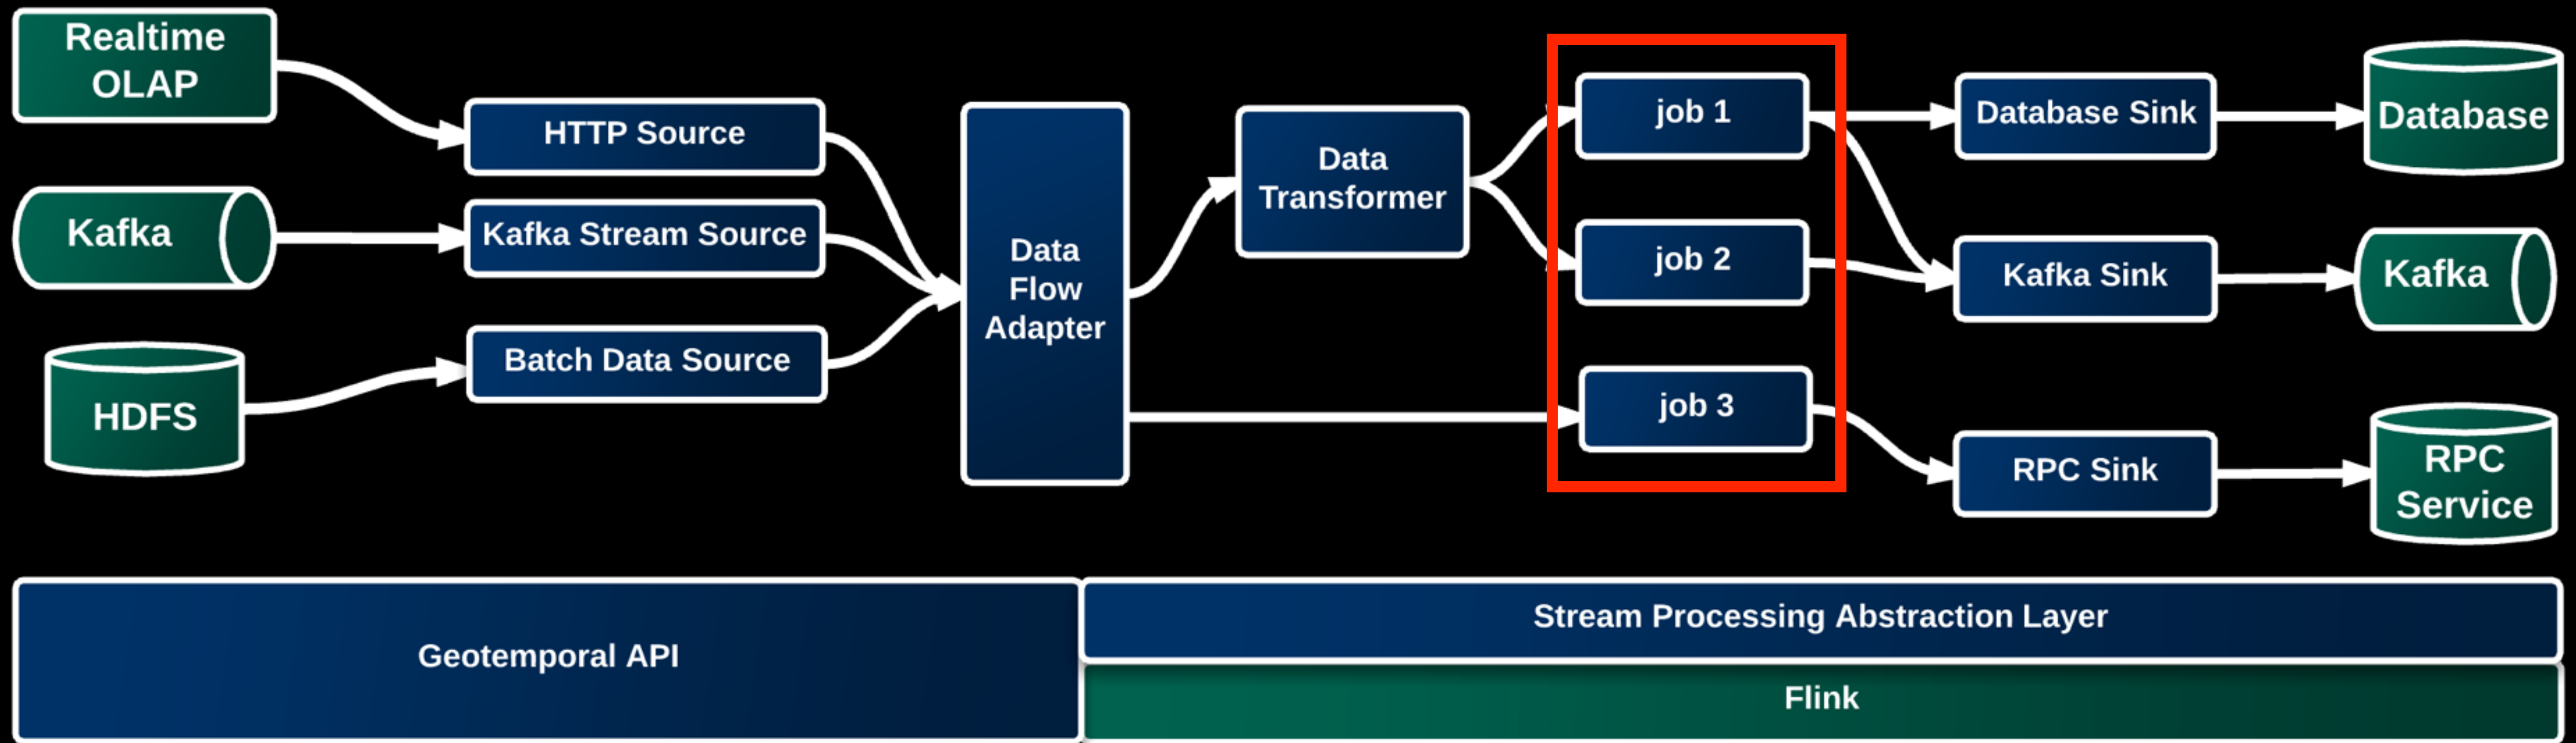 Realtime
OLAP
Kafka
HDFS
HTTP Source
Kafka Stream Source
Batch Data Source
Data
Flow
Adapter
Data
Transformer
job 1
job 2
job 3
Database Sink
Kafka Sink
RPC Sink
Database
Kafka
RPC
Service
Geotemporal API
Stream Processing Abstraction Layer
Flink